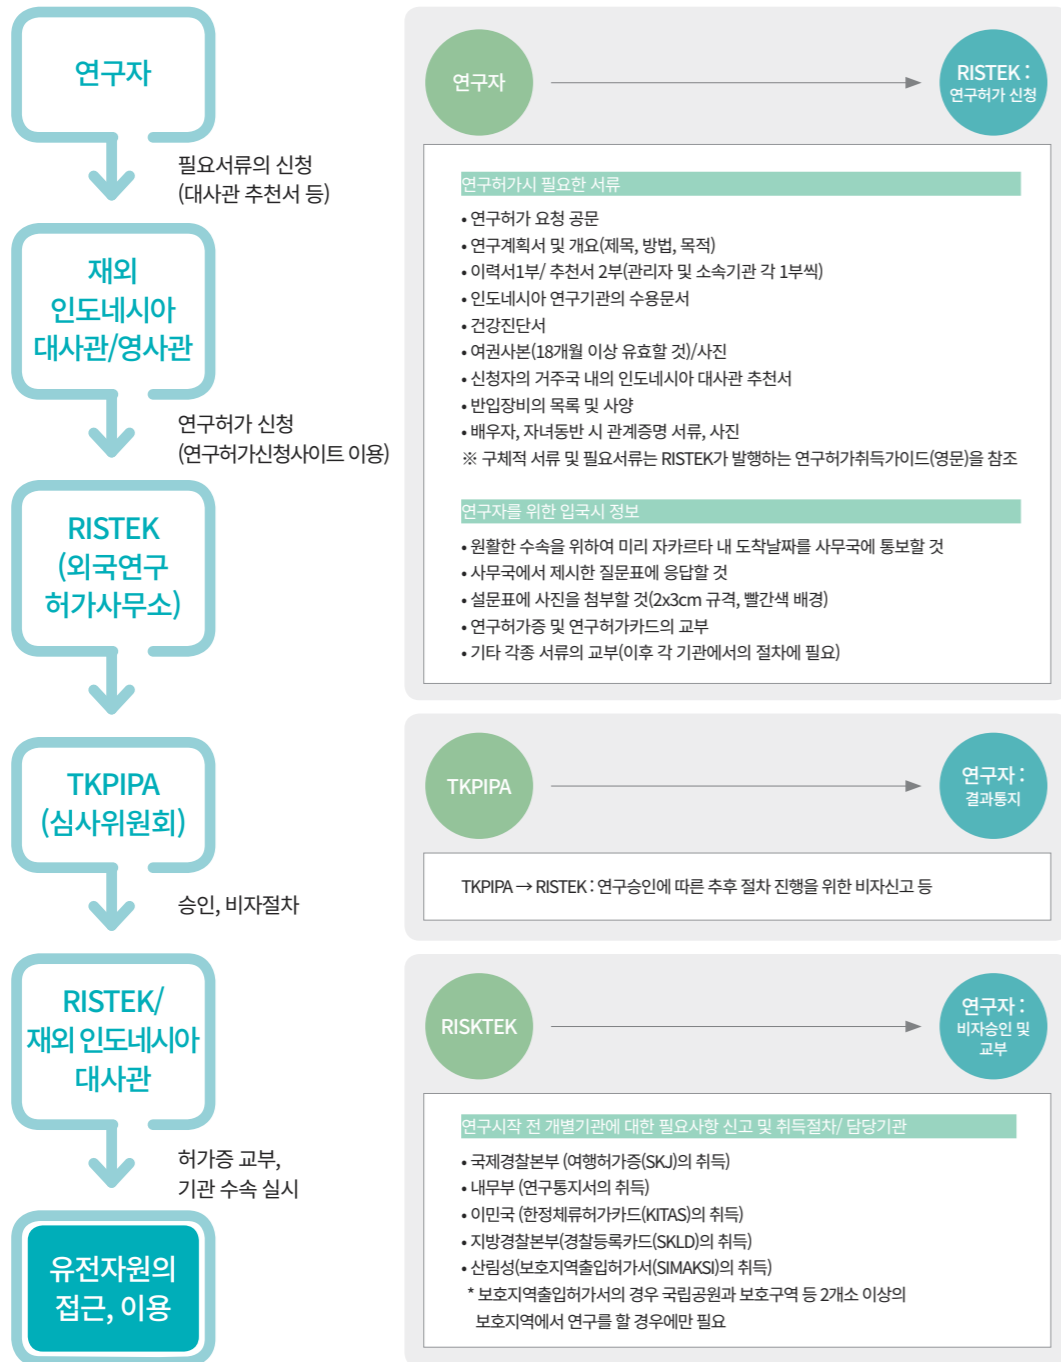 연구자
필요서류의 신청
(대사관 추천서 등)
재외
인도네시아
대사관/영사관
연구허가 신청
(연구허가신청사이트 이용)
RISTEK
(외국연구
허가사무소)
TKPIPA
(심사위원회)
승인, 비자절차
RISTEK/
재외 인도네시아
대사관
허가증 교부,
기관 수속 실시
유전자원의
접근, 이용
연구자
RISTEK :
연구허가 신청
연구허가시 필요한 서류
• 연구허가 요청 공문
• 연구계획서 및 개요(제목, 방법, 목적)
• 이력서1부/ 추천서 2부(관리자 및 소속기관 각 1부씩)
• 인도네시아 연구기관의 수용문서
• 건강진단서
• 여권사본(18개월 이상 유효할 것)/사진
• 신청자의 거주국 내의 인도네시아 대사관 추천서
• 반입장비의 목록 및 사양
• 배우자, 자녀동반 시 관계증명 서류, 사진
※ 구체적 서류 및 필요서류는 RISTEK가 발행하는 연구허가취득가이드(영문)을 참조
연구자를 위한 입국시 정보
• 원활한 수속을 위하여 미리 자카르타 내 도착날짜를 사무국에 통보할 것
• 사무국에서 제시한 질문표에 응답할 것
• 설문표에 사진을 첨부할 것(2x3cm 규격, 빨간색 배경)
• 연구허가증 및 연구허가카드의 교부
• 기타 각종 서류의 교부(이후 각 기관에서의 절차에 필요)
TKPIPA
연구자 :
결과통지
TKPIPA → RISTEK : 연구승인에 따른 추후 절차 진행을 위한 비자신고 등
RISKTEK
연구자 :
비자승인 및
교부
연구시작 전 개별기관에 대한 필요사항 신고 및 취득절차/ 담당기관
• 국제경찰본부 (여행허가증(SKJ)의 취득)
• 내무부 (연구통지서의 취득)
• 이민국 (한정체류허가카드(KITAS)의 취득)
• 지방경찰본부(경찰등록카드(SKLD)의 취득)
• 산림성(보호지역출입허가서(SIMAKSI)의 취득)
* 보호지역출입허가서의 경우 국립공원과 보호구역 등 2개소 이상의
보호지역에서 연구를 할 경우에만 필요